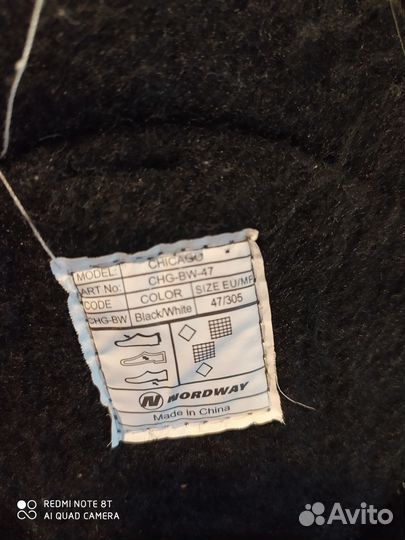 MODEL: CHICAGO
PART No: CHG-BW-47
CODE COLOR SIZE EU/MP
CHG-BW Black/White 47/305
NORDWAY
Made in China
REDMI NOTE 8T
AI QUAD CAMERA
Avito